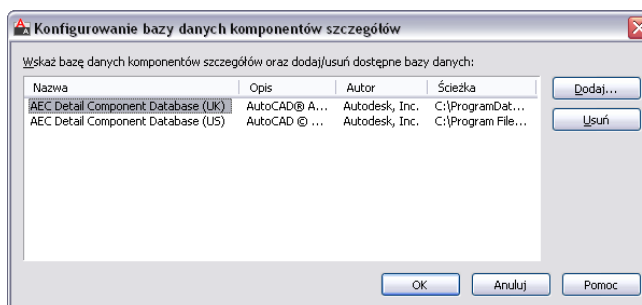 Konfigurowanie bazy danych komponentów szczegółów
Wskaż bazę danych komponentów szczegółów oraz dodaj/usuń dostępne bazy danych:
Nazwa Opis Autor Ścieżka
AEC Detail Component Database (UK) AutoCAD® A... Autodesk, Inc. C:\ProgramDat...
AEC Detail Component Database (US) AutoCAD © ... Autodesk, Inc. C:\Program File...
Dodaj...
Usuń
OK Anuluj Pomoc